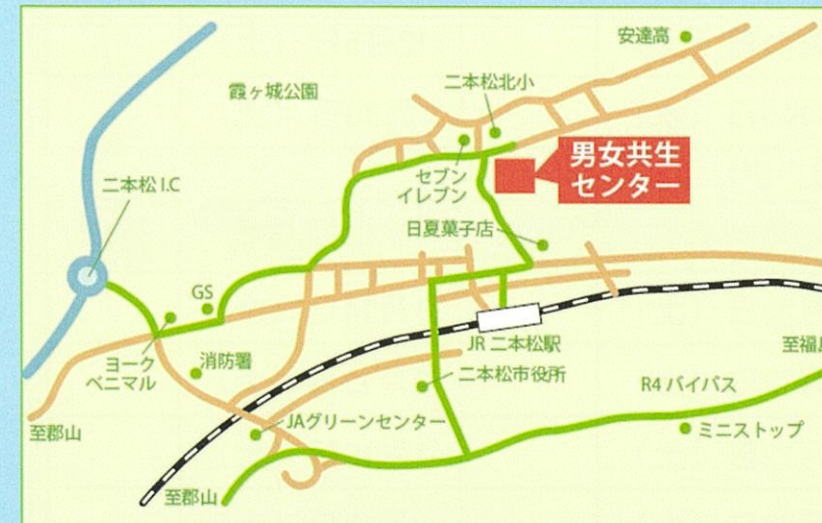 安達高
二本松北小
霞ヶ城公園
男女共生
センター
セブン
イレブン
二本松 I.C
日夏菓子店
GS
JR 二本松駅
至福島
ヨーク
ベニマル
消防署
二本松市役所
R4 バイパス
JAグリーンセンター
ミニストップ
至郡山
至郡山